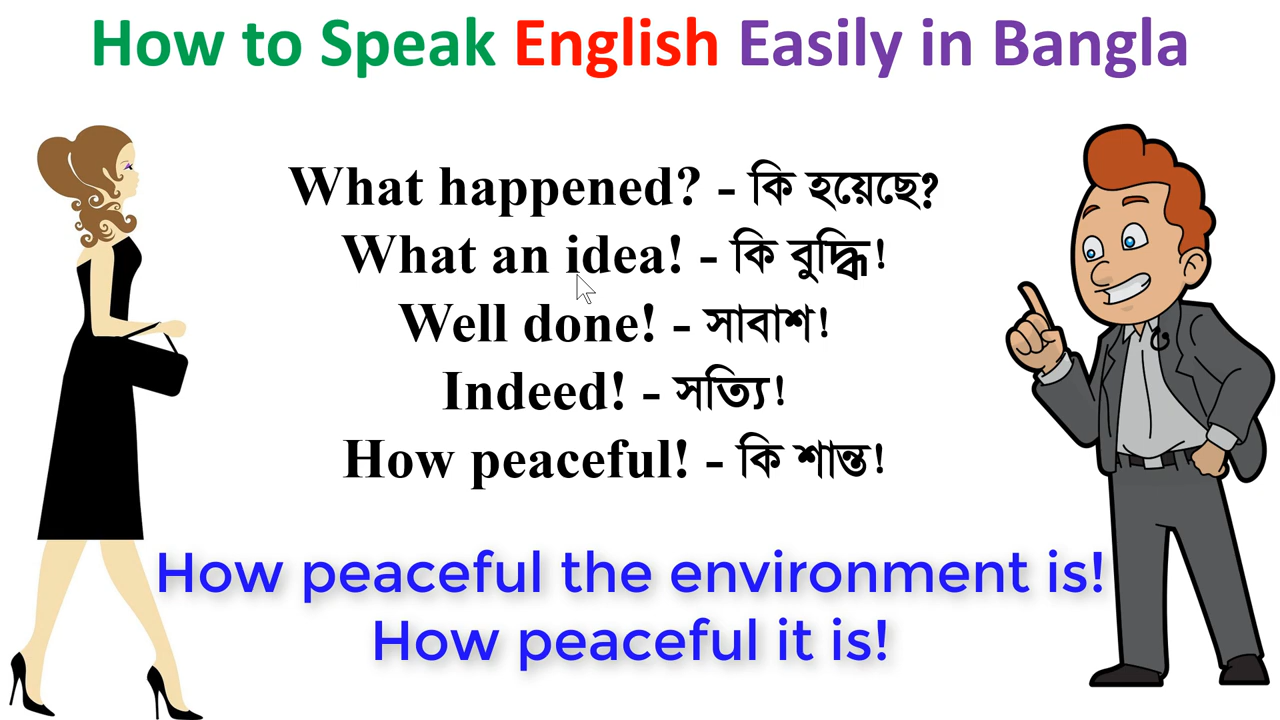 How to Speak English Easily in Bangla
What happened? - কি হয়েছে?
What an idea! - কি বুদ্ধি!
Well done! - সাবাশ!
Indeed! - সত্যি!
How peaceful! - কি শান্ত!
How peaceful the environment is!
How peaceful it is!